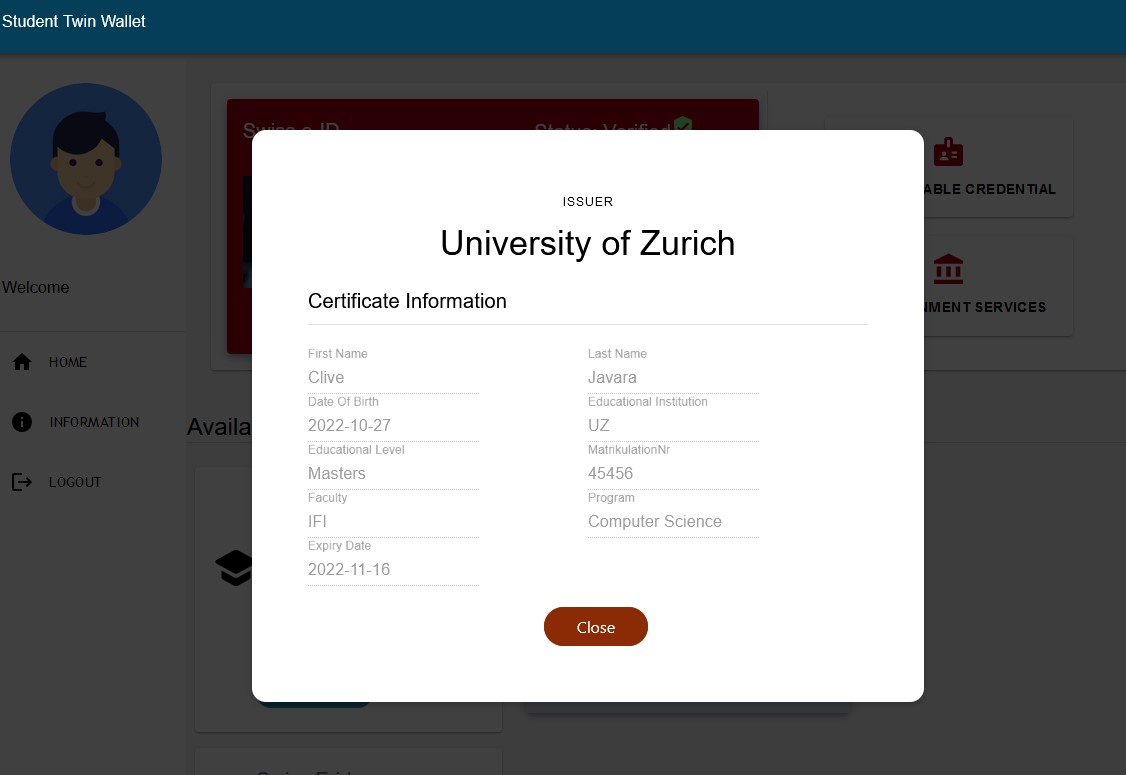 Student Twin Wallet
Swiss e-ID
Status: Verified
ABLE CREDENTIAL
NMENT SERVICES
Welcome
HOME
INFORMATION
LOGOUT
Availa
ISSUER
University of Zurich
Certificate Information
First Name
Last Name
Clive
Javara
Date Of Birth
Educational Institution
2022-10-27
UZ
Educational Level
MatrikulationNr
Masters
45456
Faculty
Program
IFI
Computer Science
Expiry Date
2022-11-16
Close